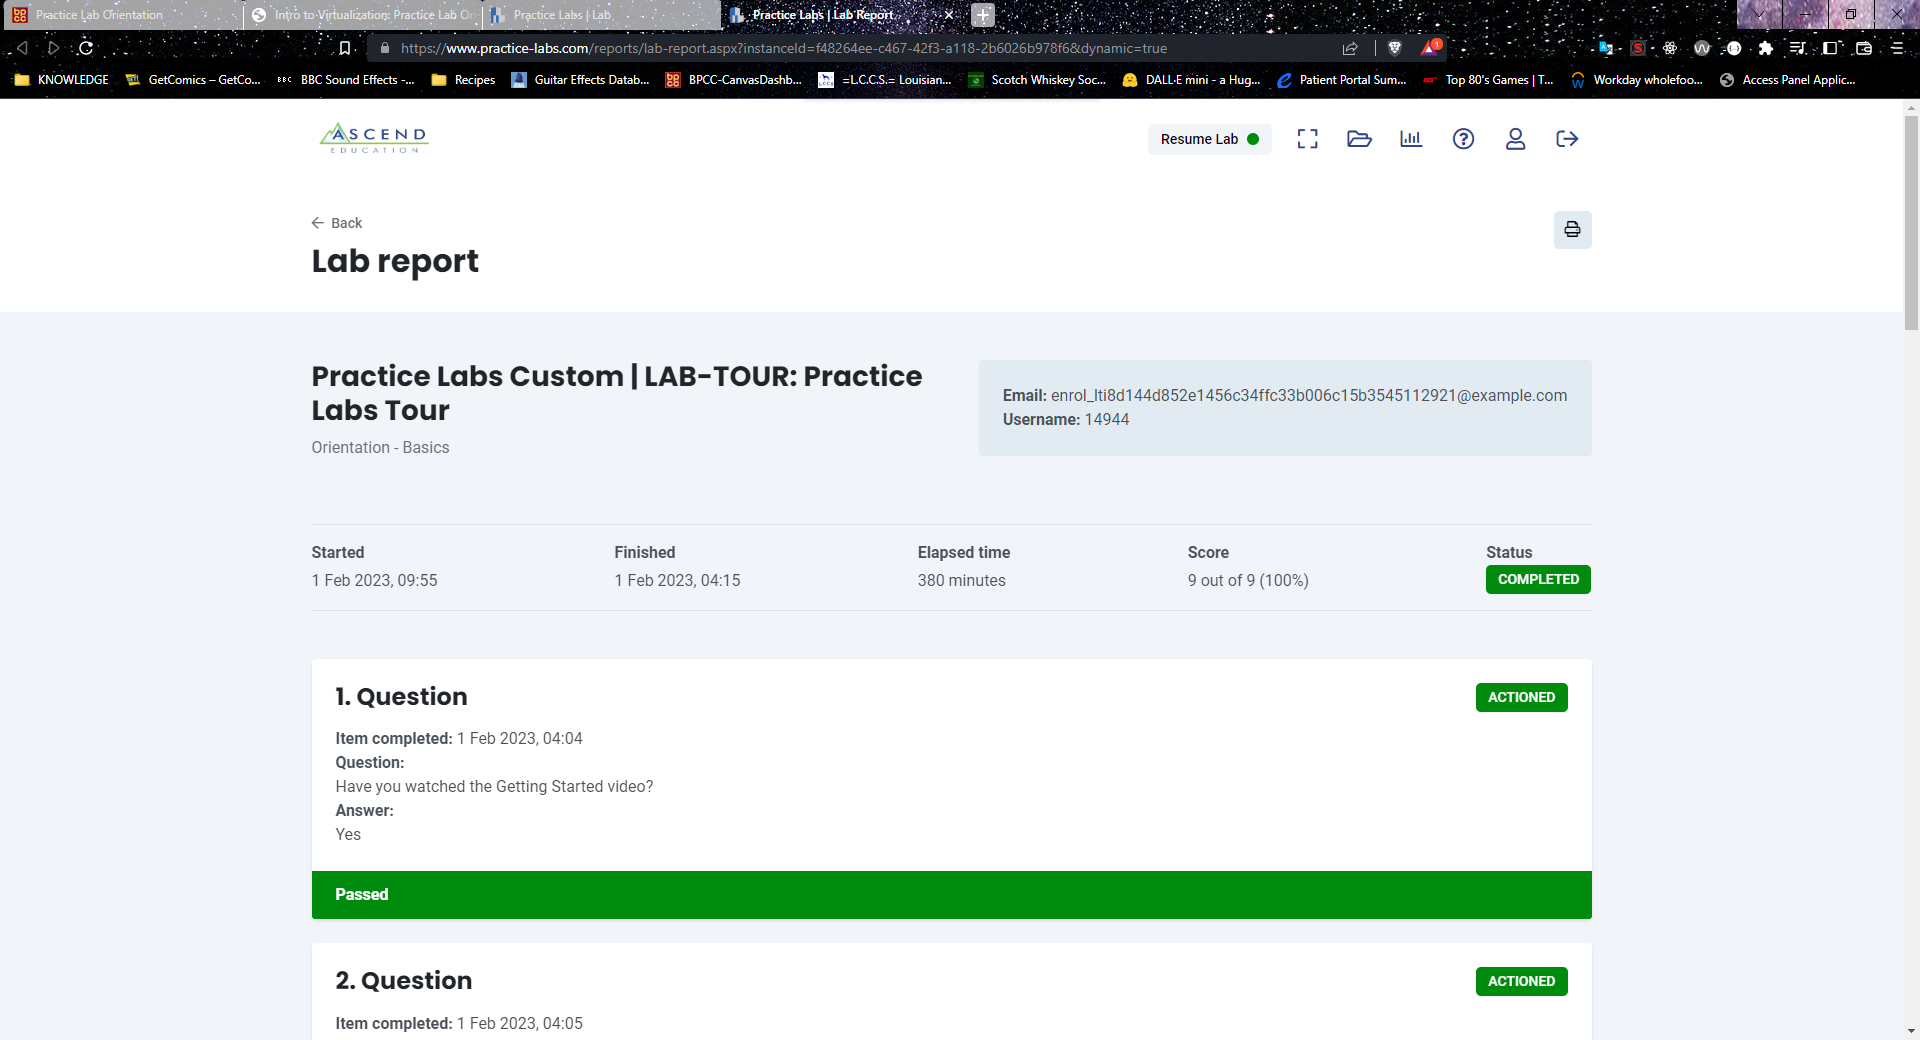 Practice Lab Orientation
Intro to Virtualization: Practice Lab Or
Practice Labs | Lab
Practice Labs | Lab Report
https://www.practice-labs.com/reports/lab-report.aspx?instanceId=f48264ee-c467-42f3-a118-2b6026b978f6&dynamic=true
1
KNOWLEDGE
GetComics – GetCo...
BBC BBC Sound Effects -...
Recipes
Guitar Effects Datab...
BPCC-CanvasDashb...
=L.C.C.S.= Louisian...
Scotch Whiskey Soc...
DALL·E mini - a Hug...
Patient Portal Sum...
Top 80's Games | T...
Workday wholefoo...
Access Panel Applic...
ASCEND
EDUCATION
Resume Lab
Back
Lab report
Practice Labs Custom | LAB-TOUR: Practice
Labs Tour
Orientation - Basics
Email: enrol_lti8d144d852e1456c34ffc33b006c15b3545112921@example.com
Username: 14944
Started
1 Feb 2023, 09:55
Finished
1 Feb 2023, 04:15
Elapsed time
380 minutes
Score
9 out of 9 (100%)
Status
COMPLETED
1. Question
ACTIONED
Item completed: 1 Feb 2023, 04:04
Question:
Have you watched the Getting Started video?
Answer:
Yes
Passed
2. Question
ACTIONED
Item completed: 1 Feb 2023, 04:05